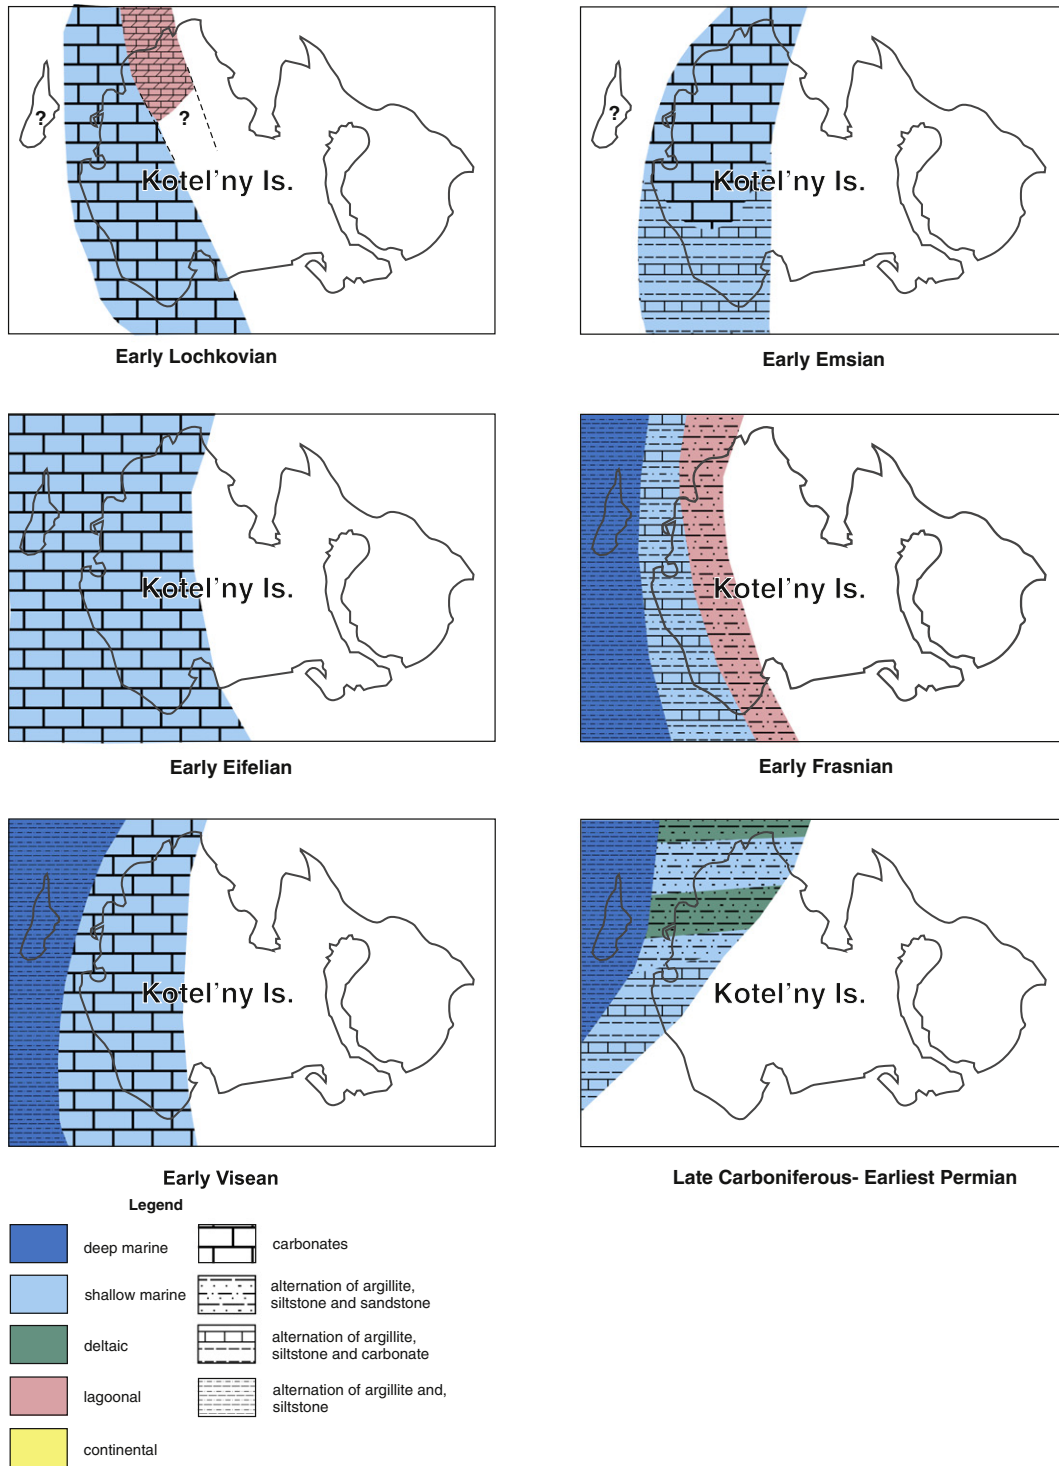 ?
?
Kotel'ny Is.
Early Lochkovian
?
Kotel'ny Is.
Early Emsian
Kotel'ny Is.
Early Eifelian
Kotel'ny Is.
Early Frasnian
Kotel'ny Is.
Early Visean
Kotel'ny Is.
Late Carboniferous- Earliest Permian
Legend
deep marine
shallow marine
deltaic
lagoonal
continental
carbonates
alternation of argillite,
siltstone and sandstone
alternation of argillite,
siltstone and carbonate
alternation of argillite and,
siltstone